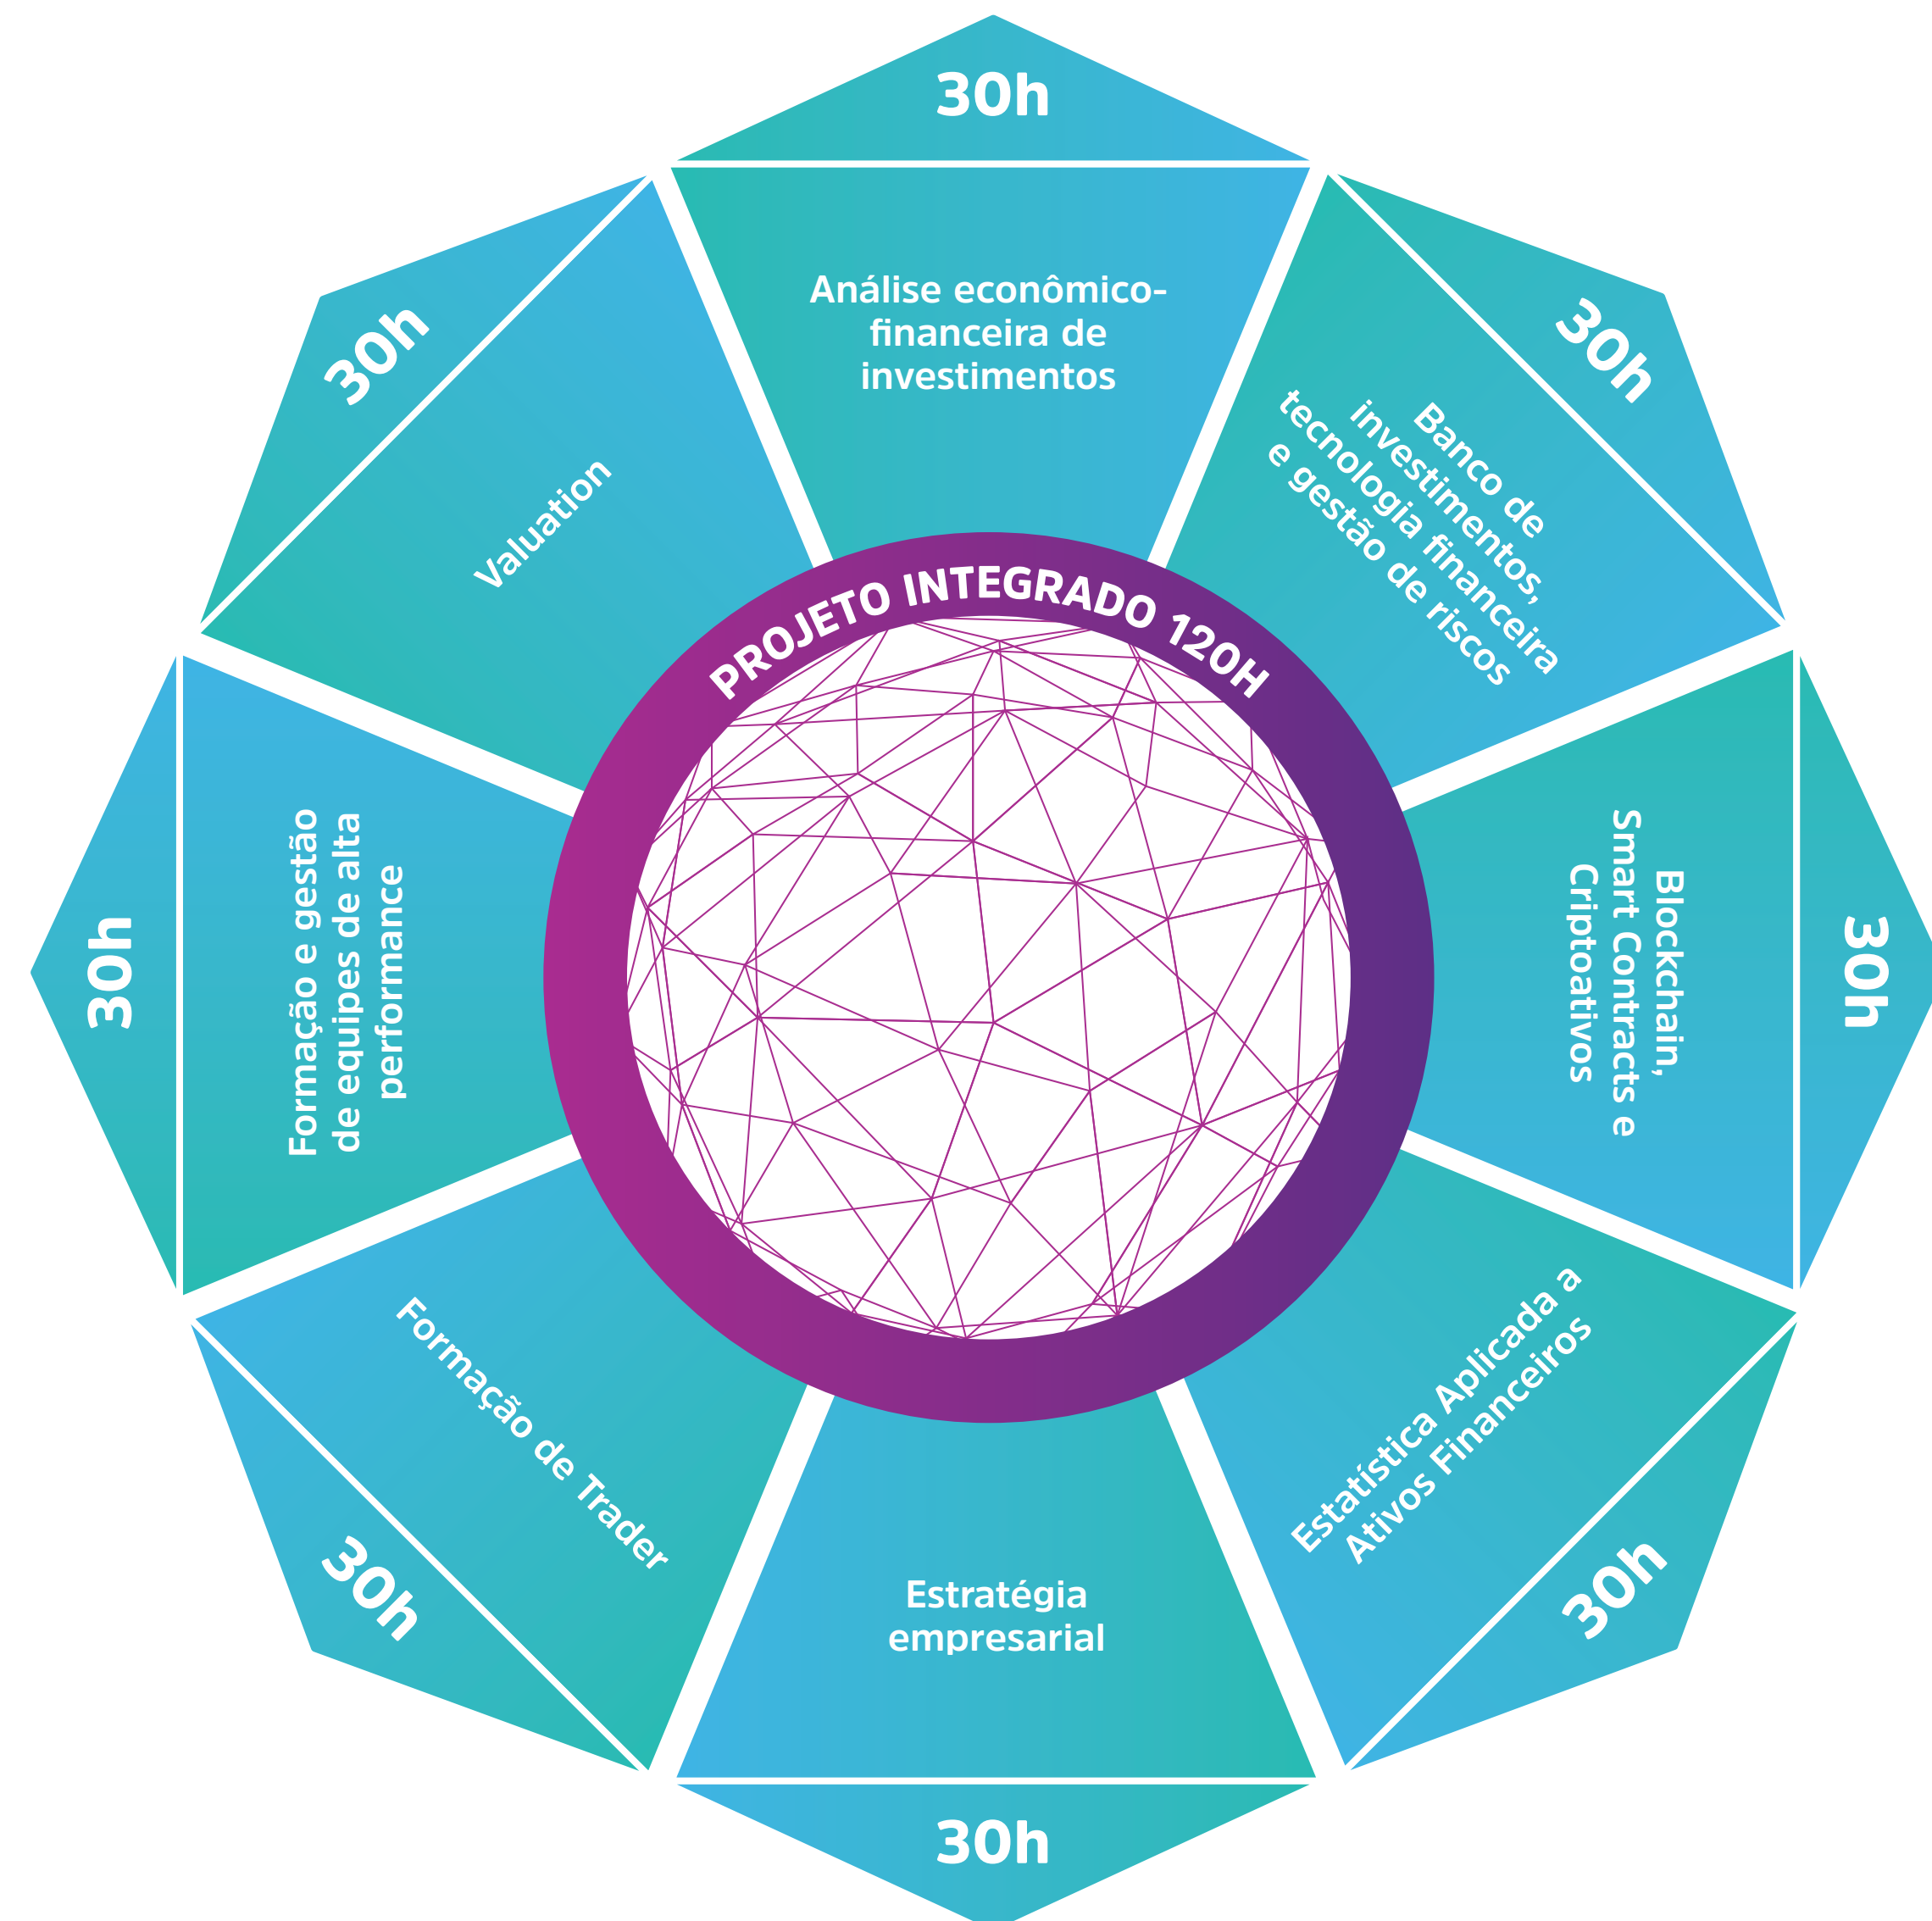 30h
Análise econômico-
financeira de
investimentos
30h
Banco de
investimentos,
tecnologia financeira
e gestão de riscos
30h
Blockchain,
Smart Contracts e
Criptoativos
30h
Estatística Aplicada a
Ativos Financeiros
30h
Estratégia
empresarial
30h
Formação de Trader
30h
Formação e gestão
de equipes de alta
performance
30h
Valuation
PROJETO INTEGRADO 120H